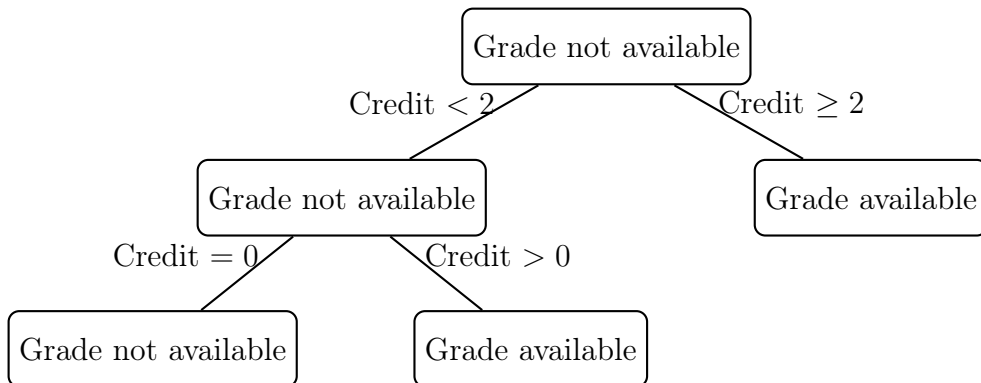 Grade not available
Credit < 2
Credit ≥ 2
Grade not available
Grade available
Credit = 0
Credit > 0
Grade not available
Grade available